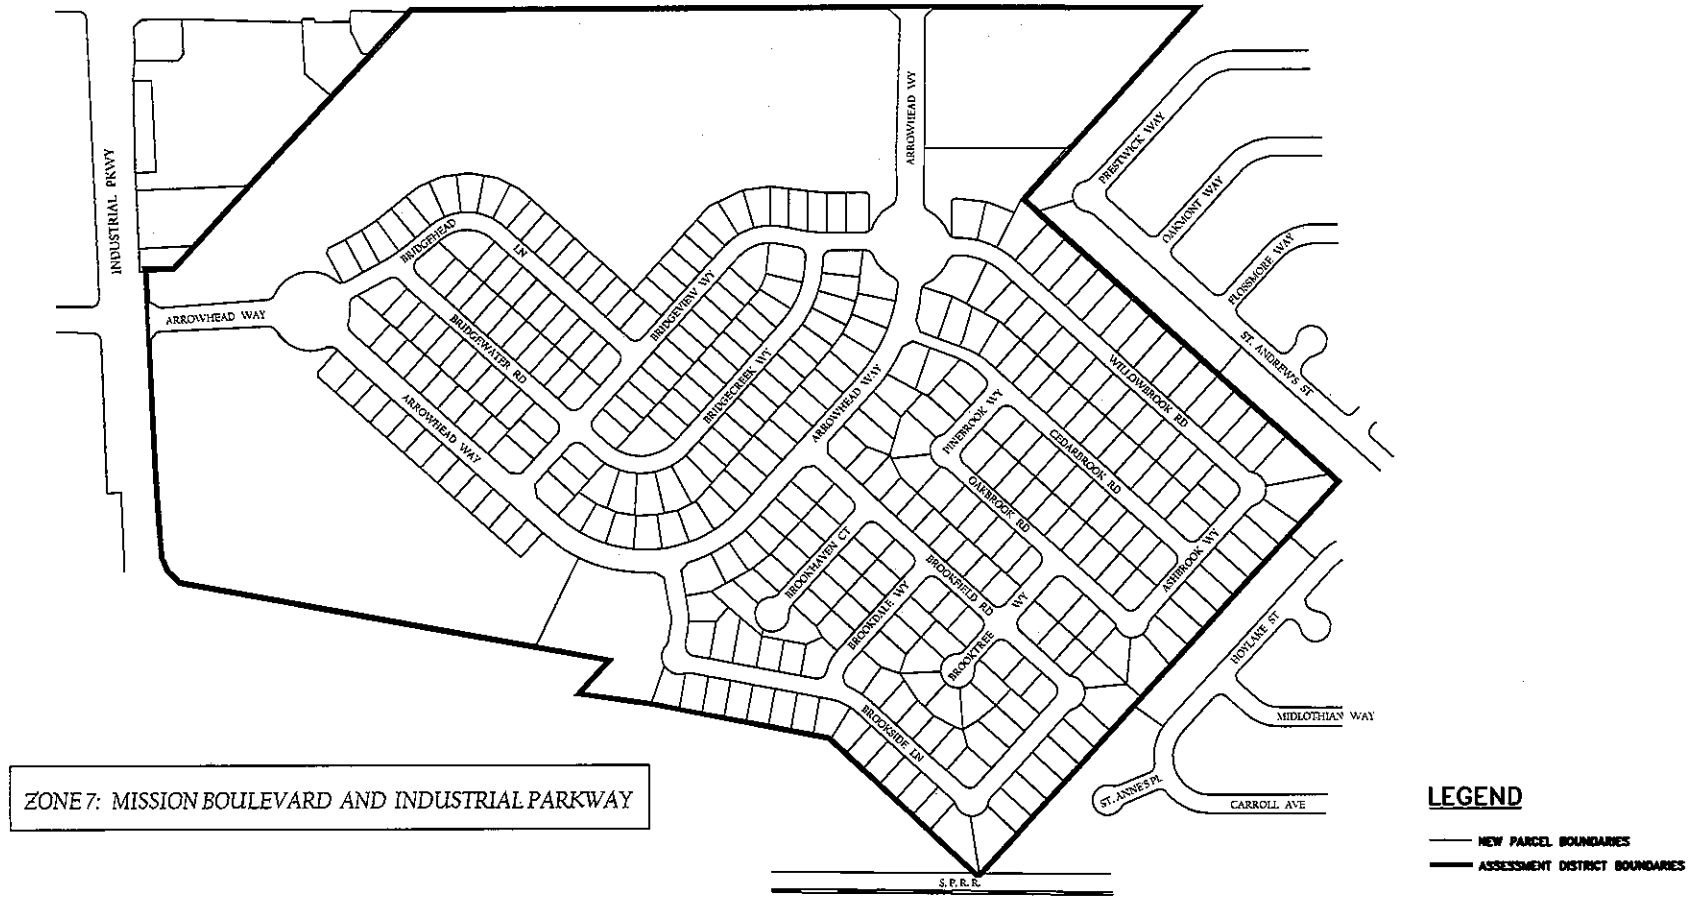 INDUSTRIAL PKWY
ARROWHEAD WY
PRESTWICK WAY
OAKMONT WAY
FLOSSMORE WAY
ST. ANDREWS ST
ARROWHEAD WAY
BRIDGEHEAD
LN
BRIDGEVIEW WY
BRIDGEWATER RD
BRIDGECREEK WY
ARROWHEAD WAY
ARROWHEAD WAY
WILLOWBROOK RD
PINEBROOK WY
CEDARBROOK RD
OAKBROOK RD
ASHBROOK WY
BROOKHAVEN CT
BROOKFIELD RD
BROOKDALE WY
BROOKTREE
WY
BROOKSIDE LN
HOYLAKE ST
MIDLOTHIAN WAY
ST. ANNE'S PL
CARROLL AVE
S.P.R.R.
ZONE 7: MISSION BOULEVARD AND INDUSTRIAL PARKWAY
LEGEND
NEW PARCEL BOUNDARIES
ASSESSMENT DISTRICT BOUNDARIES